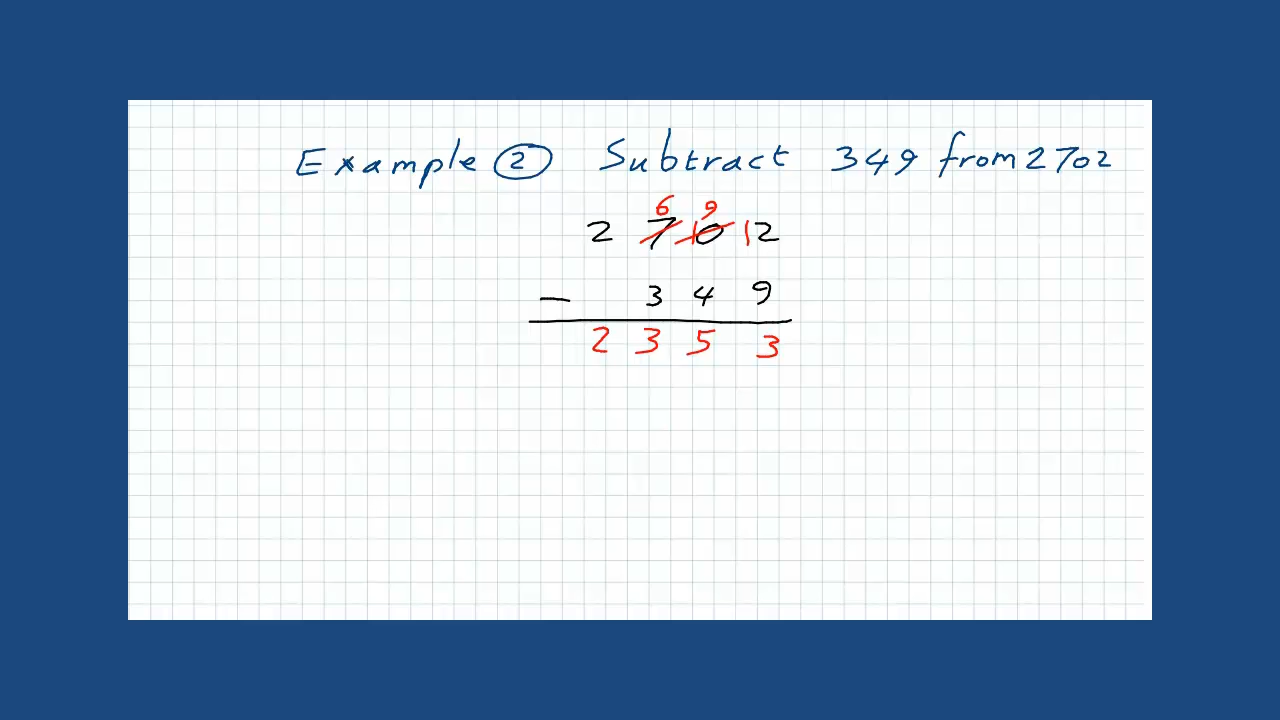 Example ② Subtract 349 from 2702
6 9
2 7 10 12
- 3 4 9
2 3 5 3